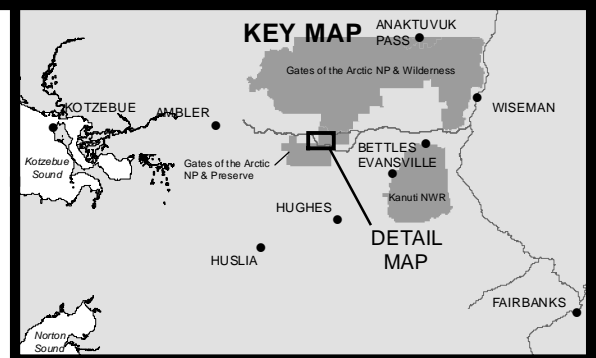 KEY MAP
ANAKTUVUK
PASS
Gates of the Arctic NP & Wilderness
KOTZEBUE
AMBLER
WISEMAN
Kotzebue
Sound
Gates of the Arctic
NP & Preserve
BETTLES
EVANSVILLE
Kanuti NWR
HUGHES
DETAIL
MAP
HUSLIA
FAIRBANKS
Norton
Sound